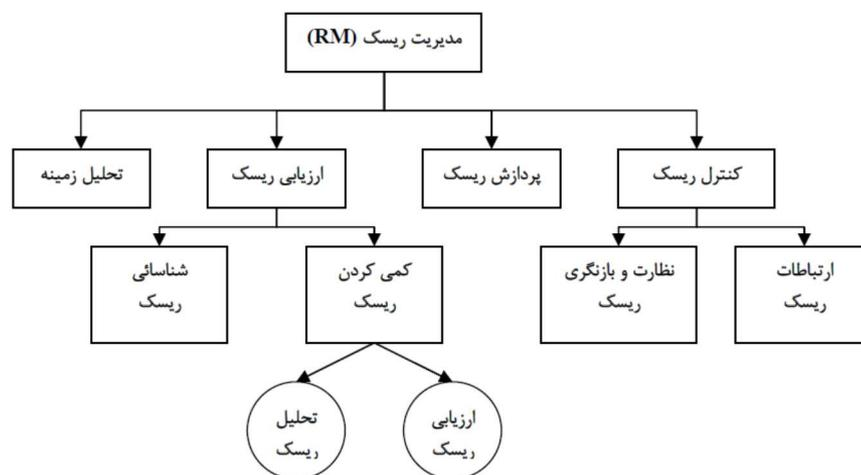 مدیریت ریسک (RM)
کنترل ریسک
پردازش ریسک
ارزیابی ریسک
تحلیل زمینه
ارتباطات
ریسک
نظارت و بازنگری
ریسک
کمی کردن
ریسک
شناسائی
ریسک
ارزیابی
ریسک
تحلیل
ریسک